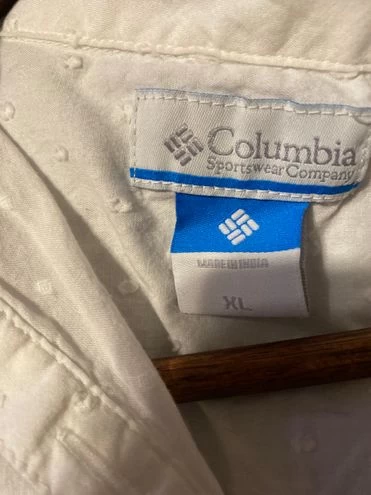 Columbia
Sportswear Company
MADE IN INDIA
XL